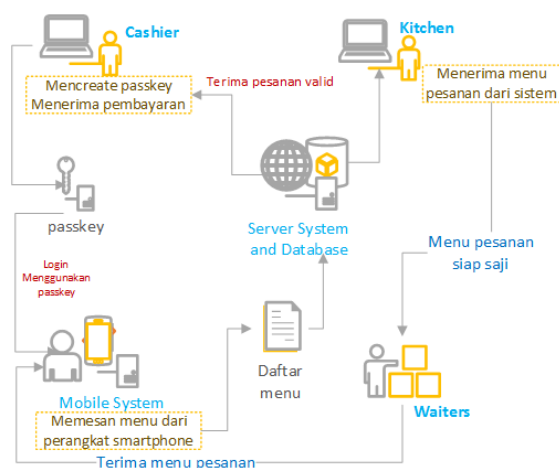 Cashier
Mencreate passkey
Menerima pembayaran
Terima pesanan valid
Kitchen
Menerima menu
pesanan dari sistem
passkey
Server System
and Database
Login
Menggunakan
passkey
Menu pesanan
siap saji
Daftar
menu
Mobile System
Memesan menu dari
perangkat smartphone
Waiters
Terima menu pesanan